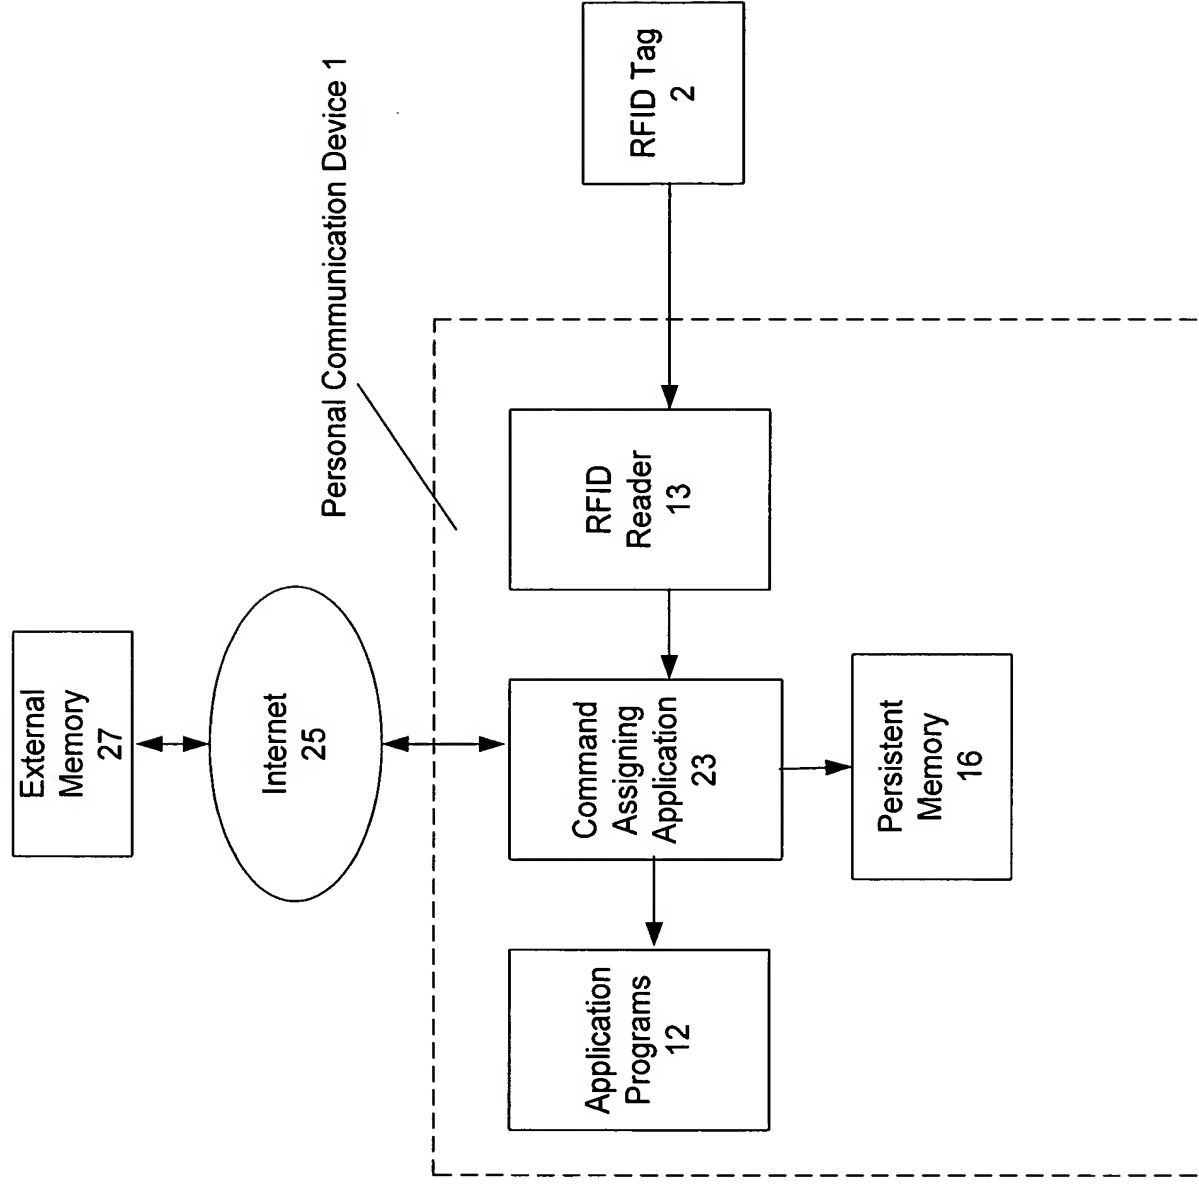 External
Memory
27
Internet
25
Personal Communication Device 1
Application
Programs
12
Command
Assigning
Application
23
RFID
Reader
13
RFID Tag
2
Persistent
Memory
16